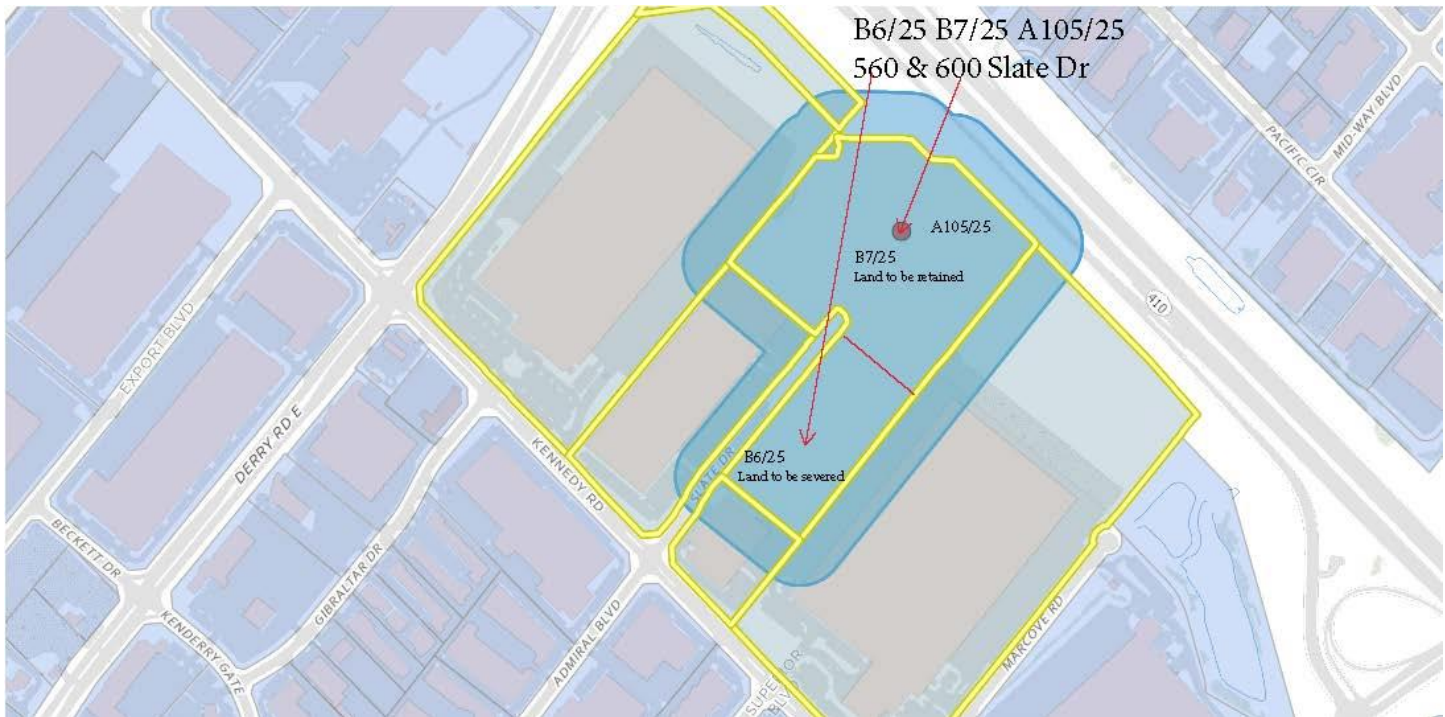 B6/25 B7/25 A105/25
560 & 600 Slate Dr
PACIFIC CIR
MID-WAY BLVD
A105/25
B7/25
Land to be retained
410
EXPORT BLVD
DERRY RD E
KENNEDY RD
SLATE DR
B6/25
Land to be severed
BECKETT DR
GIBRALTAR DR
KENDERRY GATE
ADMIRAL BLVD
SUPERIOR
BLVD
MARCOVE RD